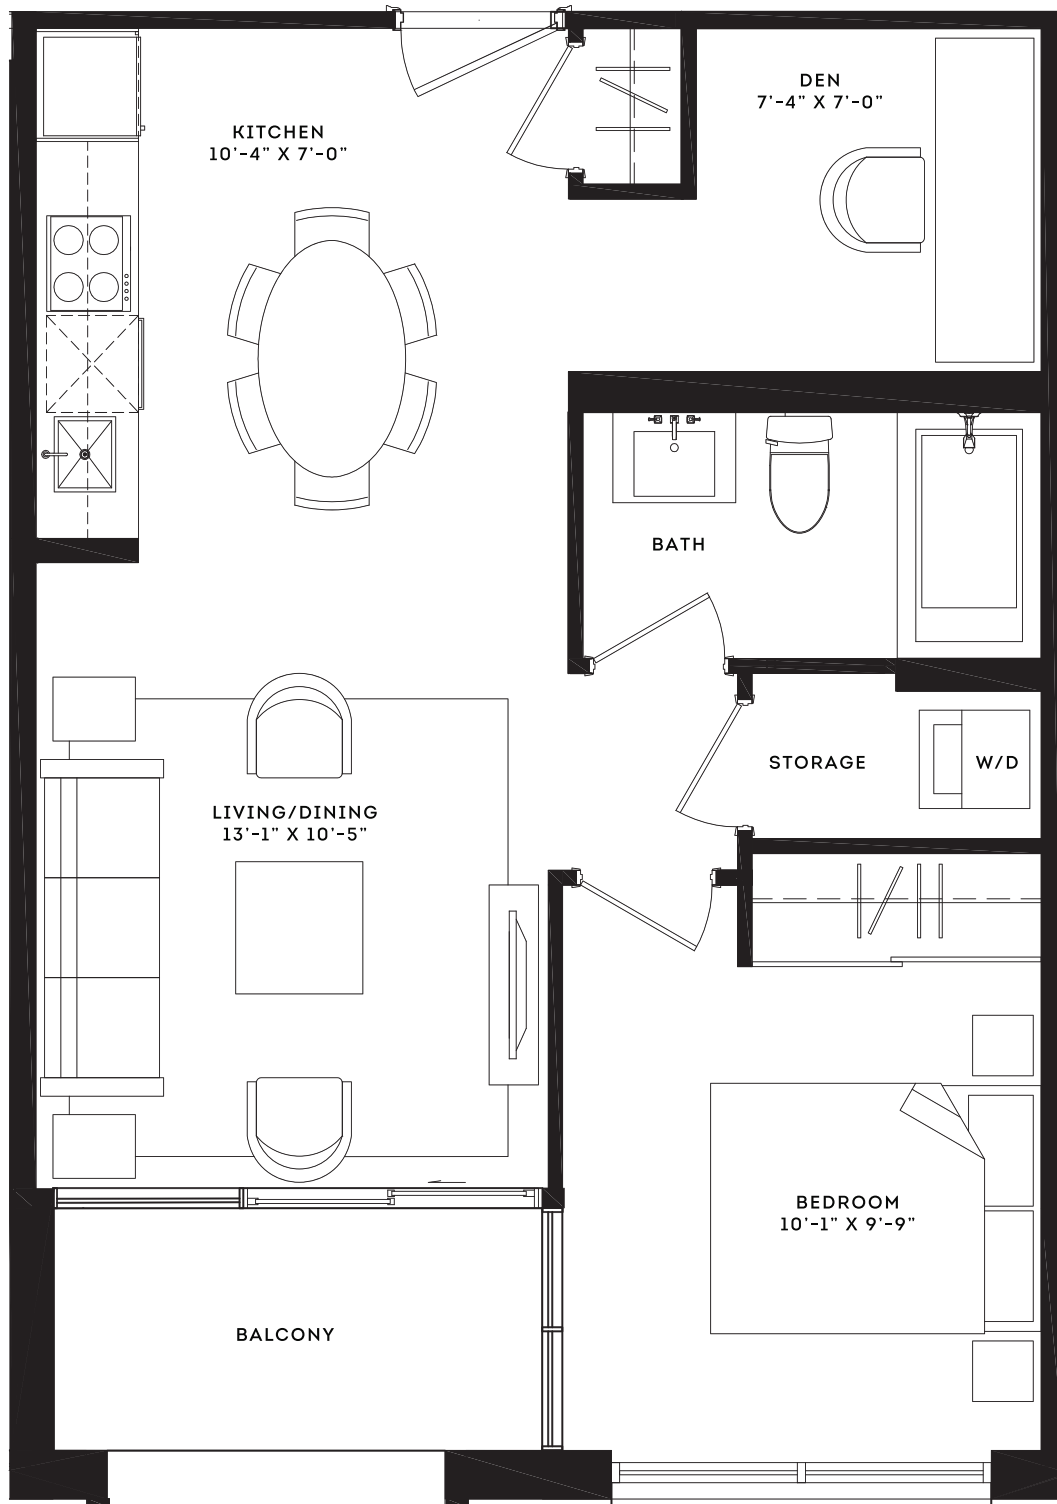 DEN
7'-4" X 7'-0"
KITCHEN
10'-4" X 7'-0"
BATH
STORAGE
W/D
LIVING/DINING
13'-1" X 10'-5"
BEDROOM
10'-1" X 9'-9"
BALCONY